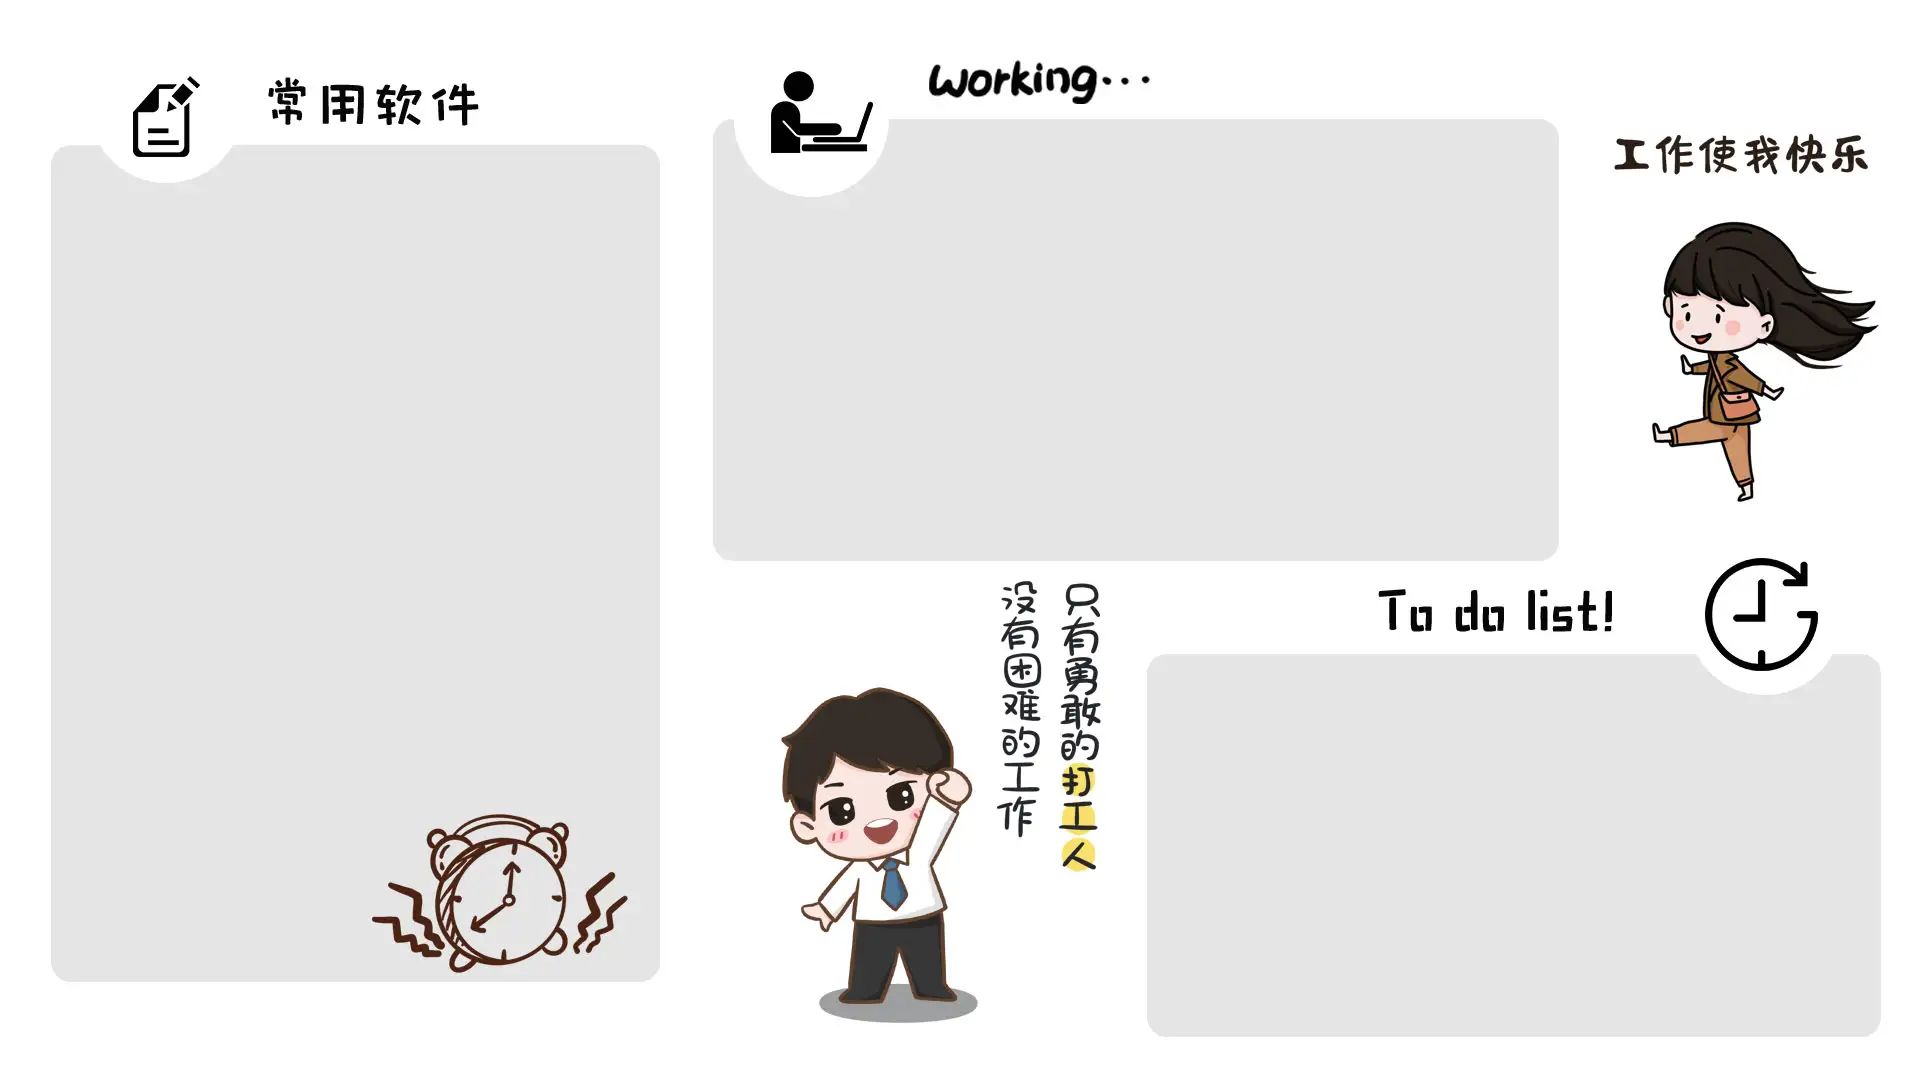 常用软件
working...
工作使我快乐
只有勇敢的打工人
没有困难的工作
To do list!